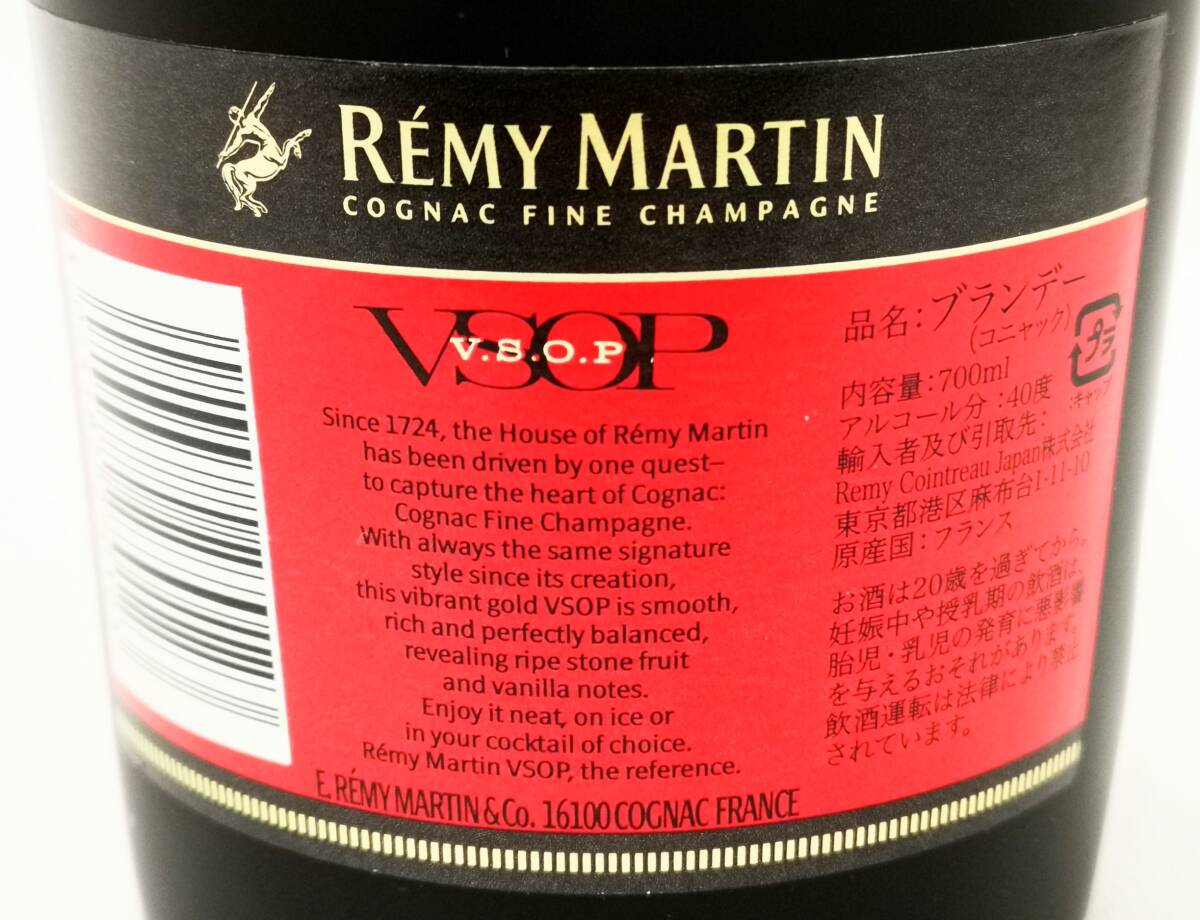 RÉMY MARTIN
COGNAC FINE CHAMPAGNE
VSOP
V.S.O.P
Since 1724, the House of Rémy Martin
has been driven by one quest–
to capture the heart of Cognac:
Cognac Fine Champagne.
With always the same signature
style since its creation,
this vibrant gold VSOP is smooth,
rich and perfectly balanced,
revealing ripe stone fruit
and vanilla notes.
Enjoy it neat, on ice or
in your cocktail of choice.
Rémy Martin VSOP, the reference.
E. RÉMY MARTIN & Co. 16100 COGNAC FRANCE
品名:ブランデー
(コニャック)
プラ
:キャップ
内容量:700ml
アルコール分:40度
輸入者及び引取先:
Remy Cointreau Japan株式会社
東京都港区麻布台1-11-10
原産国:フランス
お酒は20歳を過ぎてから。
妊娠中や授乳期の飲酒は、
胎児・乳児の発育に悪影響
を与えるおそれがあります。
飲酒運転は法律により禁止
されています。